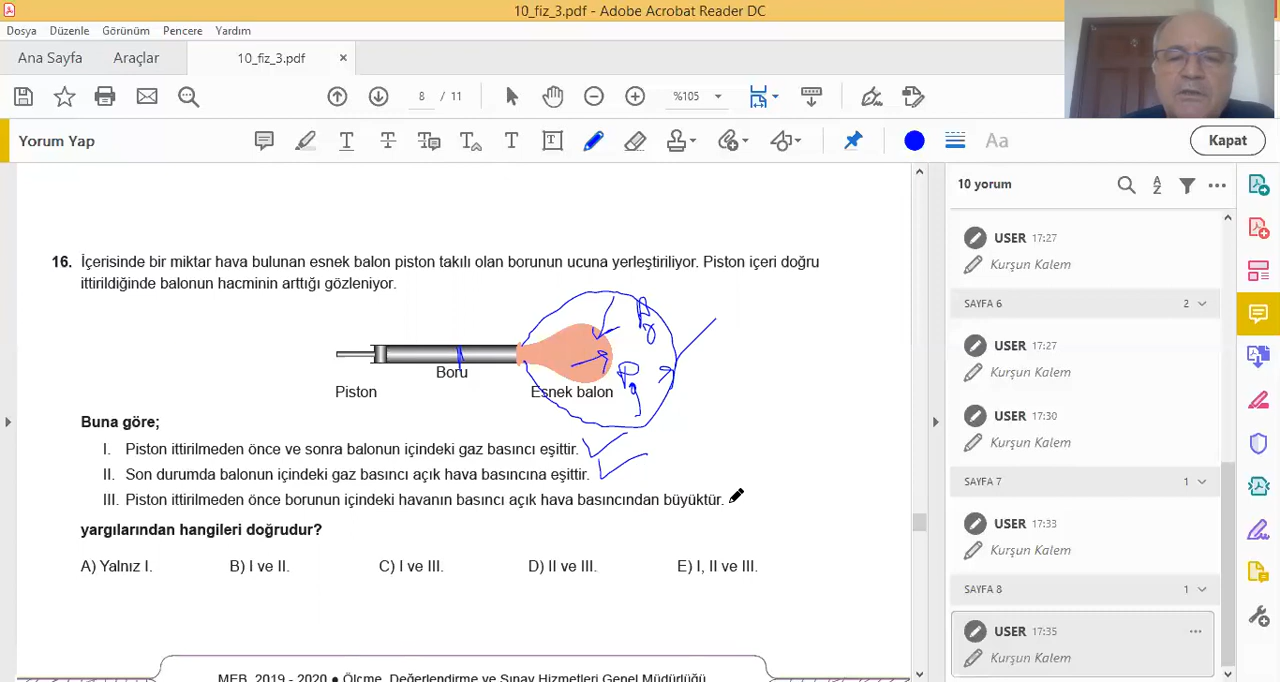 10_fiz_3.pdf - Adobe Acrobat Reader DC
Dosya Düzenle Görünüm Pencere Yardım
Ana Sayfa Araçlar 10_fiz_3.pdf ×
8 / 11 %105
Yorum Yap Aa Kapat
10 yorum
USER 17:27
Kurşun Kalem
SAYFA 6 2
USER 17:27
Kurşun Kalem
USER 17:30
Kurşun Kalem
SAYFA 7 1
USER 17:33
Kurşun Kalem
SAYFA 8 1
USER 17:35
Kurşun Kalem
16. İçerisinde bir miktar hava bulunan esnek balon piston takılı olan borunun ucuna yerleştiriliyor. Piston içeri doğru
ittirildiğinde balonun hacminin arttığı gözleniyor.
Boru
Piston Esnek balon
Buna göre;
I. Piston ittirilmeden önce ve sonra balonun içindeki gaz basıncı eşittir.
II. Son durumda balonun içindeki gaz basıncı açık hava basıncına eşittir.
III. Piston ittirilmeden önce borunun içindeki havanın basıncı açık hava basıncından büyüktür.
yargılarından hangileri doğrudur?
A) Yalnız I. B) I ve II. C) I ve III. D) II ve III. E) I, II ve III.
MEB, 2019 - 2020 ● Ölçme, Değerlendirme ve Sınav Hizmetleri Genel Müdürlüğü